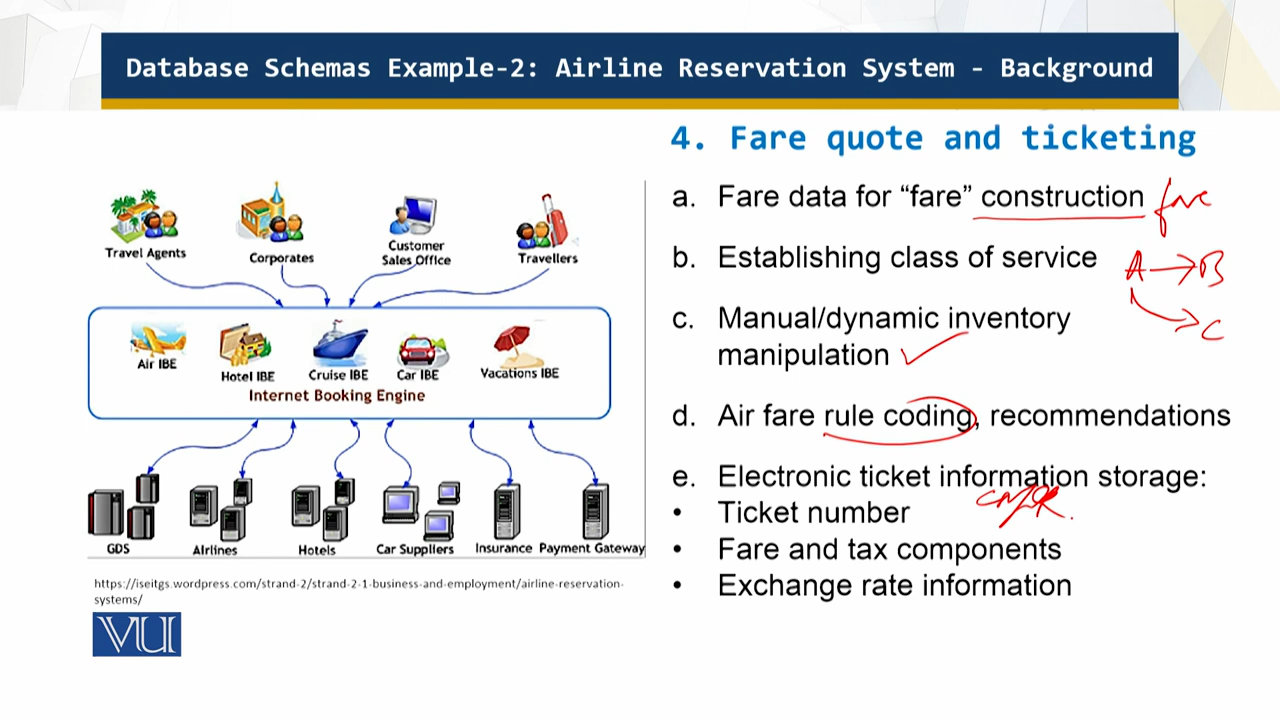 Database Schemas Example-2: Airline Reservation System - Background
4. Fare quote and ticketing
a. Fare data for “fare” construction fare
b. Establishing class of service
A → B
→ C
c. Manual/dynamic inventory
manipulation
d. Air fare rule coding, recommendations
e. Electronic ticket information storage:
• Ticket number
• Fare and tax components
• Exchange rate information
Travel Agents
Corporates
Customer
Sales Office
Travellers
Air IBE
Hotel IBE
Cruise IBE
Car IBE
Vacations IBE
Internet Booking Engine
GDS
Airlines
Hotels
Car Suppliers
Insurance
Payment Gateway
https://iseitgs.wordpress.com/strand-2/strand-2-1-business-and-employment/airline-reservation-
systems/
VU